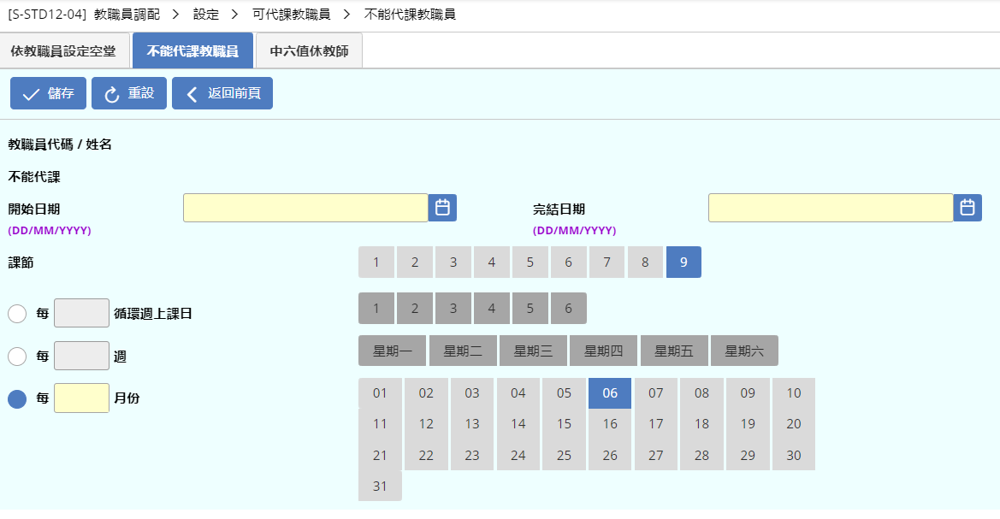 [S-STD12-04] 教職員調配 > 設定 > 可代課教職員 > 不能代課教職員
依教職員設定空堂 不能代課教職員 中六值休教師
儲存 重設 返回前頁
教職員代碼 / 姓名
不能代課
開始日期 完結日期
(DD/MM/YYYY) (DD/MM/YYYY)
課節 1 2 3 4 5 6 7 8 9
每 循環週上課日 1 2 3 4 5 6
每 週 星期一 星期二 星期三 星期四 星期五 星期六
每 月份 01 02 03 04 05 06 07 08 09 10
11 12 13 14 15 16 17 18 19 20
21 22 23 24 25 26 27 28 29 30
31